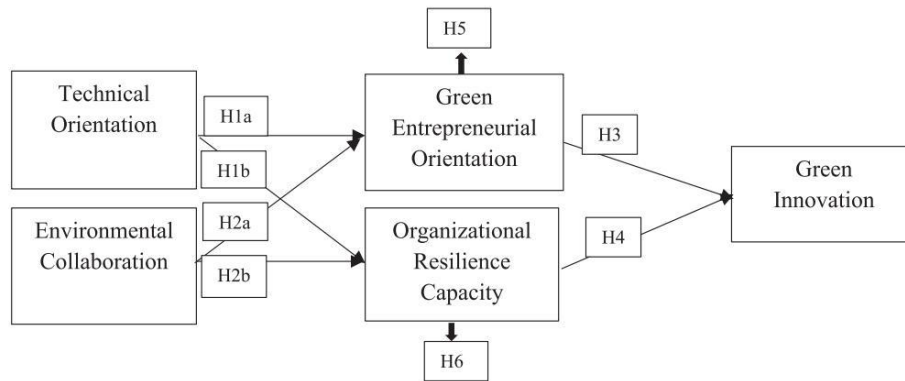 H5
Technical
Orientation
H1a
Green
Entrepreneurial
Orientation
H3
H1b
Green
Innovation
Environmental
Collaboration
H2a
H2b
Organizational
Resilience
Capacity
H4
H6